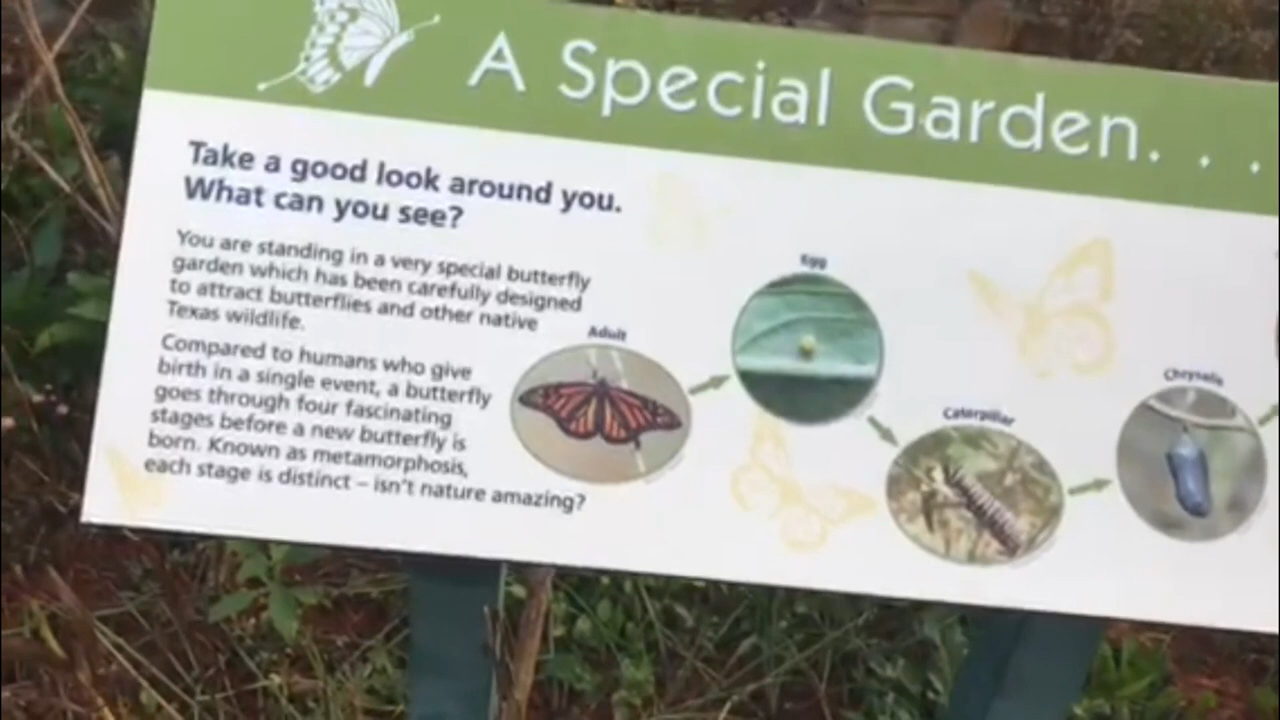 A Special Garden. . .
Take a good look around you.
What can you see?
You are standing in a very special butterfly
garden which has been carefully designed
to attract butterflies and other native
Texas wildlife.
Compared to humans who give
birth in a single event, a butterfly
goes through four fascinating
stages before a new butterfly is
born. Known as metamorphosis,
each stage is distinct – isn't nature amazing?
Adult
Egg
Caterpillar
Chrysalis